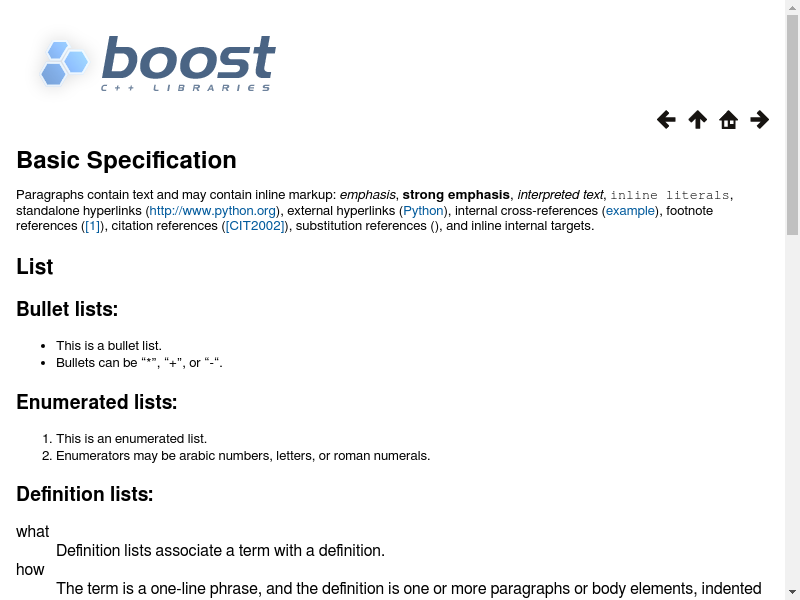 boost
C++ LIBRARIES
Basic Specification
Paragraphs contain text and may contain inline markup: emphasis, strong emphasis, interpreted text, inline literals,
standalone hyperlinks (http://www.python.org), external hyperlinks (Python), internal cross-references (example), footnote
references ([1]), citation references ([CIT2002]), substitution references (), and inline internal targets.
List
Bullet lists:
• This is a bullet list.
• Bullets can be “*”, “+”, or “-“.
Enumerated lists:
1. This is an enumerated list.
2. Enumerators may be arabic numbers, letters, or roman numerals.
Definition lists:
what
Definition lists associate a term with a definition.
how
The term is a one-line phrase, and the definition is one or more paragraphs or body elements, indented